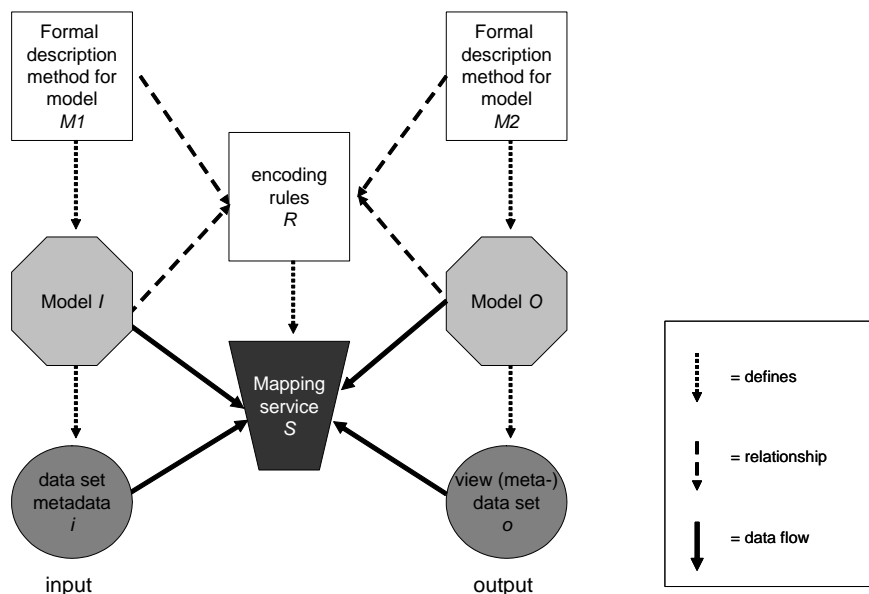 Formal
description
method for
model
M1
Formal
description
method for
model
M2
encoding
rules
R
Model I
Model O
Mapping
service
S
data set
metadata
i
view (meta-)
data set
o
input
output
= defines
= relationship
= data flow